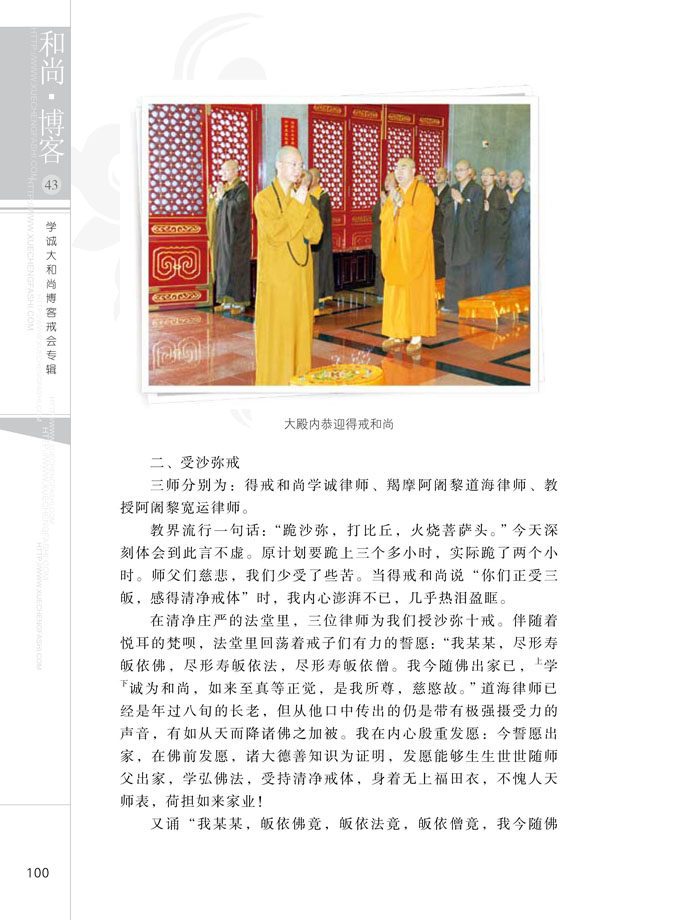 和尚·博客
43
学诚大和尚博客戒会专辑
大殿内恭迎得戒和尚
二、受沙弥戒
三师分别为：得戒和尚学诚律师、羯摩阿阇黎道海律师、教
授阿阇黎宽运律师。
教界流行一句话：“跪沙弥，打比丘，火烧菩萨头。”今天深
刻体会到此言不虚。原计划要跪上三个多小时，实际跪了两个小
时。师父们慈悲，我们少受了些苦。当得戒和尚说“你们正受三
皈，感得清净戒体”时，我内心澎湃不已，几乎热泪盈眶。
在清净庄严的法堂里，三位律师为我们授沙弥十戒。伴随着
悦耳的梵呗，法堂里回荡着戒子们有力的誓愿：“我某某，尽形寿
皈依佛，尽形寿皈依法，尽形寿皈依僧。我今随佛出家已，上学
下诚为和尚，如来至真等正觉，是我所尊，慈愍故。”道海律师已
经是年过八旬的长老，但从他口中传出的仍是带有极强摄受力的
声音，有如从天而降诸佛之加被。我在内心殷重发愿：今誓愿出
家，在佛前发愿，诸大德善知识为证明，发愿能够生生世世随师
父出家，学弘佛法，受持清净戒体，身着无上福田衣，不愧人天
师表，荷担如来家业！
又诵“我某某，皈依佛竟，皈依法竟，皈依僧竟，我今随佛
100